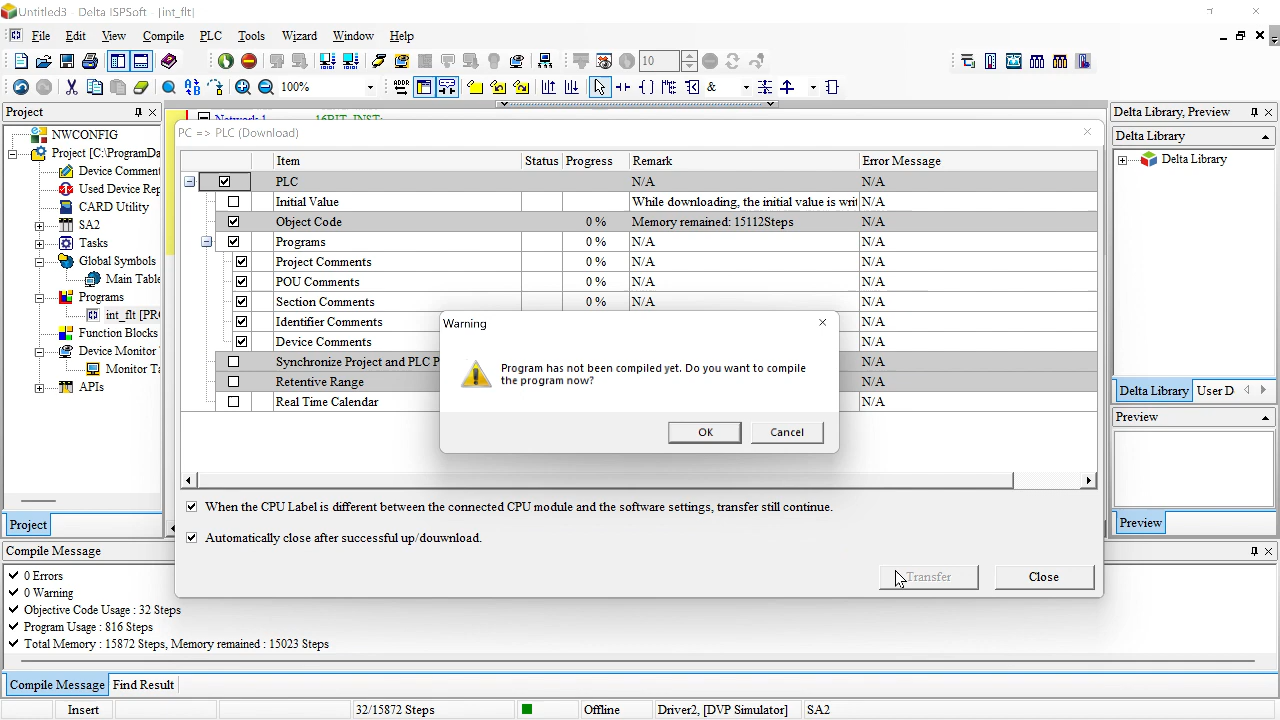 Untitled3 - Delta ISPSoft - [int_flt]
File Edit View Compile PLC Tools Wizard Window Help
10
100%
ADDR
&
Project
NWCONFIG
Project [C:\ProgramDa
Device Comment
Used Device Rep
CARD Utility
SA2
Tasks
Global Symbols
Main Table
Programs
int_flt [PRO
Function Blocks
Device Monitor
Monitor Ta
APIs
Project
Network 1 16BIT_INST:
PC => PLC (Download)
Item Status Progress Remark Error Message
PLC N/A N/A
Initial Value While downloading, the initial value is writ N/A
Object Code 0 % Memory remained: 15112Steps N/A
Programs 0 % N/A N/A
Project Comments 0 % N/A N/A
POU Comments 0 % N/A N/A
Section Comments 0 % N/A N/A
Identifier Comments N/A
Device Comments N/A
Synchronize Project and PLC P N/A
Retentive Range N/A
Real Time Calendar N/A
Warning
Program has not been compiled yet. Do you want to compile
the program now?
OK Cancel
When the CPU Label is different between the connected CPU module and the software settings, transfer still continue.
Automatically close after successful up/download.
Transfer Close
Delta Library, Preview
Delta Library
Delta Library
Delta Library User D
Preview
Preview
Compile Message
0 Errors
0 Warning
Objective Code Usage : 32 Steps
Program Usage : 816 Steps
Total Memory : 15872 Steps, Memory remained : 15023 Steps
Compile Message Find Result
Insert 32/15872 Steps Offline Driver2, [DVP Simulator] SA2